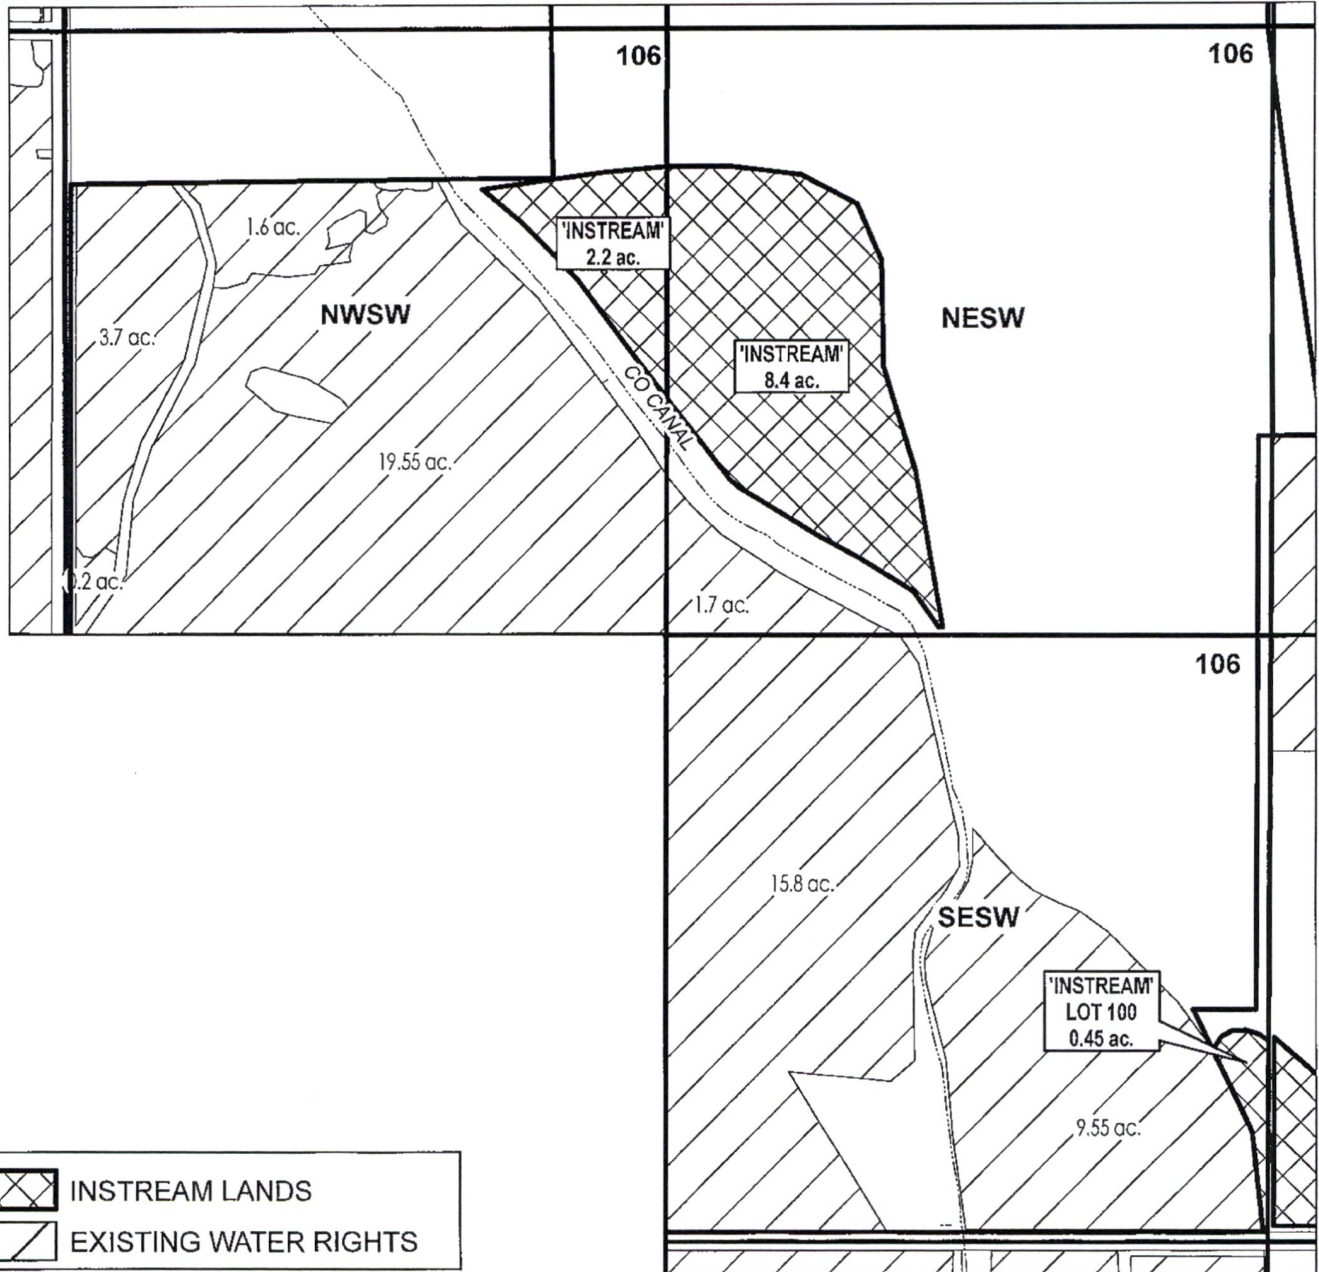 106
106
1.6 ac.
'INSTREAM'
2.2 ac.
NWSW
NESW
3.7 ac.
'INSTREAM'
8.4 ac.
CO CANAL
19.55 ac.
0.2 ac.
1.7 ac.
106
15.8 ac.
SESW
'INSTREAM'
LOT 100
0.45 ac.
9.55 ac.
INSTREAM LANDS
EXISTING WATER RIGHTS